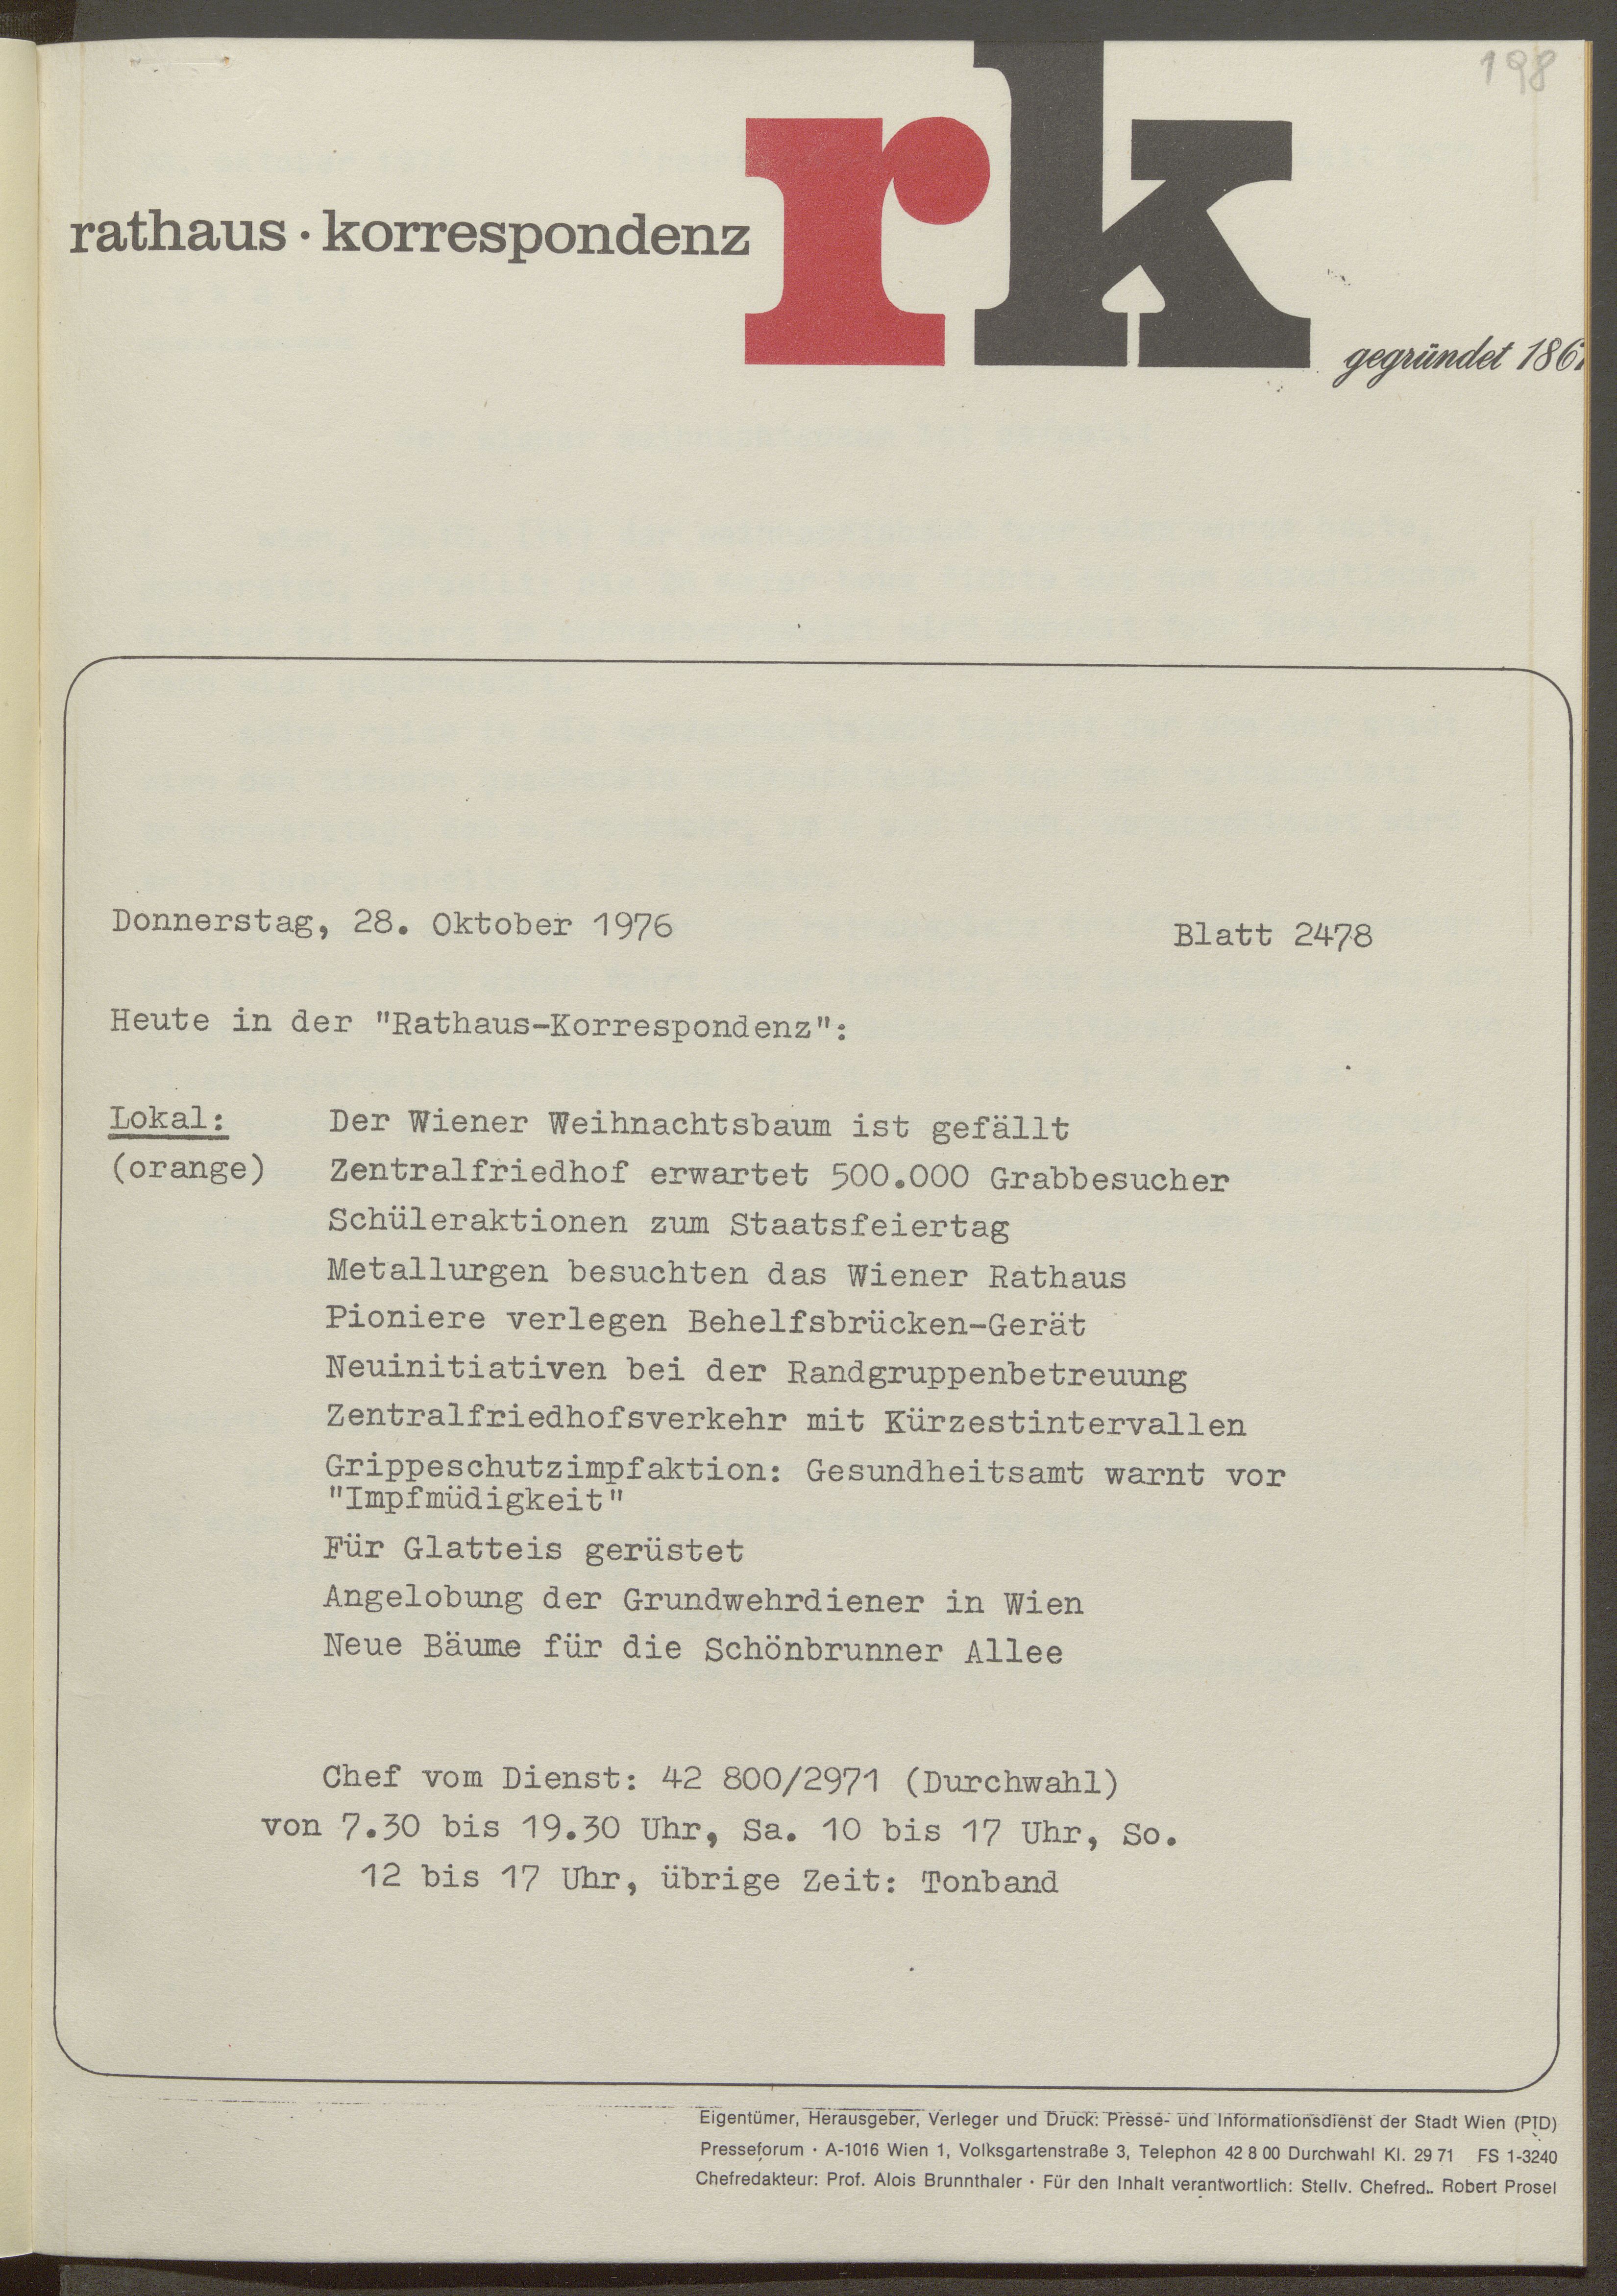 198
rk
rathaus · korrespondenz
gegründet 186
Donnerstag, 28. Oktober 1976
Blatt 2478
Heute in der "Rathaus-Korrespondenz":
Lokal: Der Wiener Weihnachtsbaum ist gefällt
(orange) Zentralfriedhof erwartet 500.000 Grabbesucher
Schüleraktionen zum Staatsfeiertag
Metallurgen besuchten das Wiener Rathaus
Pioniere verlegen Behelfsbrücken-Gerät
Neuinitiativen bei der Randgruppenbetreuung
Zentralfriedhofsverkehr mit Kürzestintervallen
Grippeschutzimpfaktion: Gesundheitsamt warnt vor
"Impfmüdigkeit"
Für Glatteis gerüstet
Angelobung der Grundwehrdiener in Wien
Neue Bäume für die Schönbrunner Allee
Chef vom Dienst: 42 800/2971 (Durchwahl)
von 7.30 bis 19.30 Uhr, Sa. 10 bis 17 Uhr, So.
12 bis 17 Uhr, übrige Zeit: Tonband
Eigentümer, Herausgeber, Verleger und Druck: Presse- und Informationsdienst der Stadt Wien (PID)
Presseforum · A-1016 Wien 1, Volksgartenstraße 3, Telephon 42 8 00 Durchwahl Kl. 29 71 FS 1-3240
Chefredakteur: Prof. Alois Brunnthaler · Für den Inhalt verantwortlich: Stellv. Chefred.. Robert Prosel